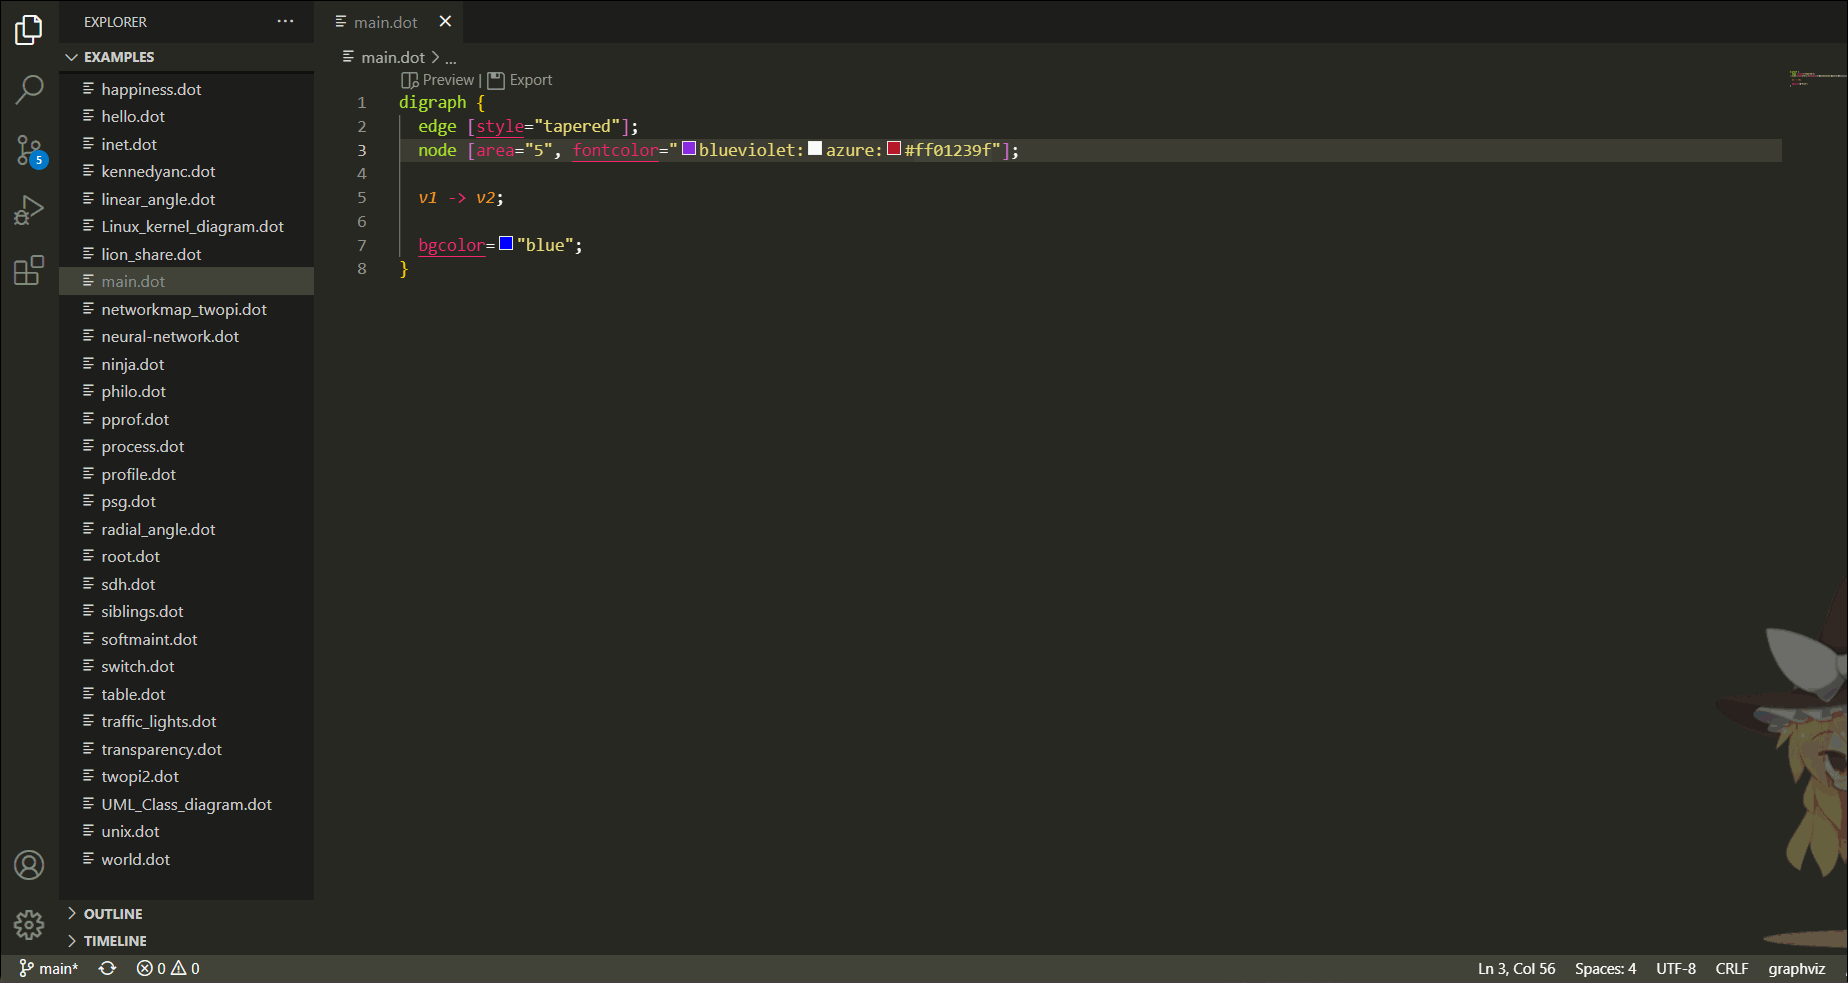 EXPLORER ···
EXAMPLES
happiness.dot
hello.dot
inet.dot
kennedyanc.dot
linear_angle.dot
Linux_kernel_diagram.dot
lion_share.dot
main.dot
networkmap_twopi.dot
neural-network.dot
ninja.dot
philo.dot
pprof.dot
process.dot
profile.dot
psg.dot
radial_angle.dot
root.dot
sdh.dot
siblings.dot
softmaint.dot
switch.dot
table.dot
traffic_lights.dot
transparency.dot
twopi2.dot
UML_Class_diagram.dot
unix.dot
world.dot
OUTLINE
TIMELINE
5
main.dot
main.dot > ...
Preview | Export
1 digraph {
2 edge [style="tapered"];
3 node [area="5", fontcolor="blueviolet:azure:#ff01239f"];
4
5 v1 -> v2;
6
7 bgcolor="blue";
8 }
main* 0 0 Ln 3, Col 56 Spaces: 4 UTF-8 CRLF graphviz